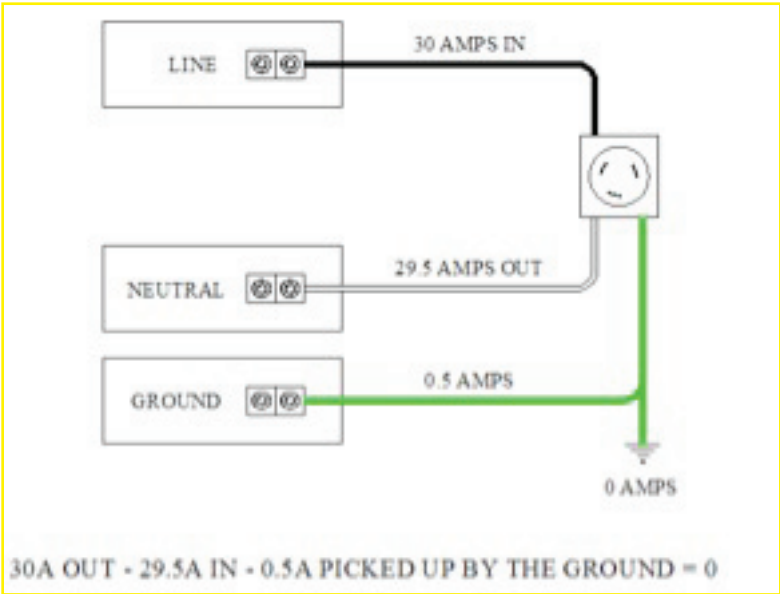 30 AMPS IN
LINE
29.5 AMPS OUT
NEUTRAL
0.5 AMPS
GROUND
0 AMPS
30A OUT - 29.5A IN - 0.5A PICKED UP BY THE GROUND = 0